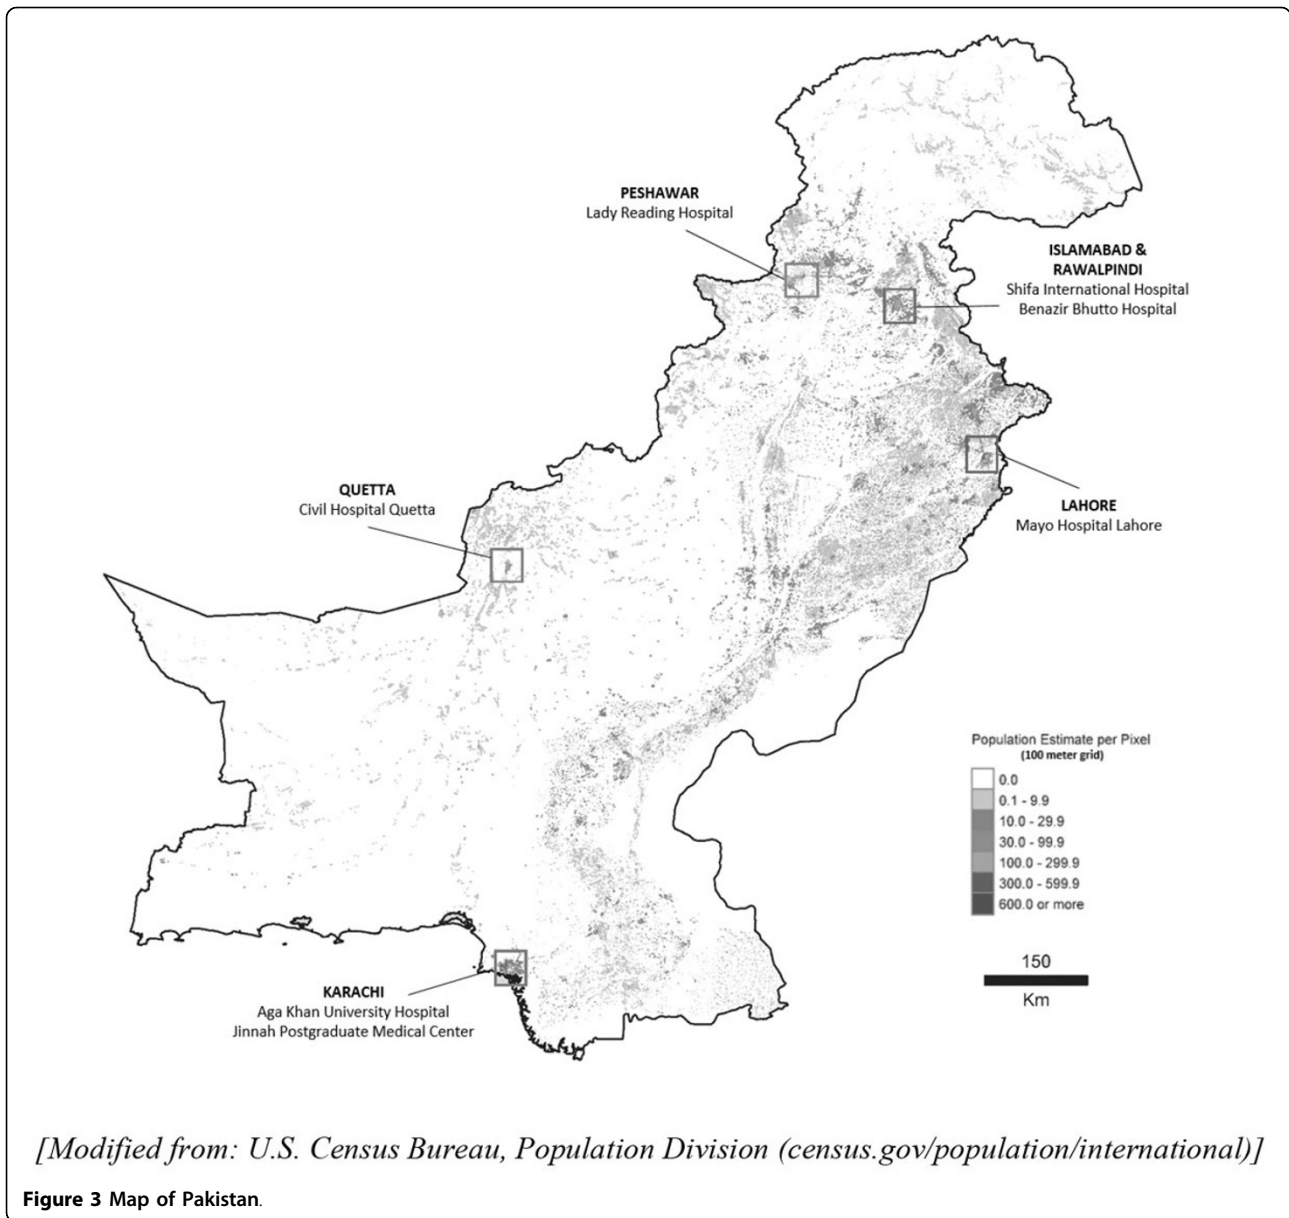 PESHAWAR
Lady Reading Hospital
ISLAMABAD &
RAWALPINDI
Shifa International Hospital
Benazir Bhutto Hospital
QUETTA
Civil Hospital Quetta
LAHORE
Mayo Hospital Lahore
Population Estimate per Pixel
(100 meter grid)
0.0
0.1 - 9.9
10.0 - 29.9
30.0 - 99.9
100.0 - 299.9
300.0 - 599.9
600.0 or more
150
Km
KARACHI
Aga Khan University Hospital
Jinnah Postgraduate Medical Center
[Modified from: U.S. Census Bureau, Population Division (census.gov/population/international)]
Figure 3 Map of Pakistan.